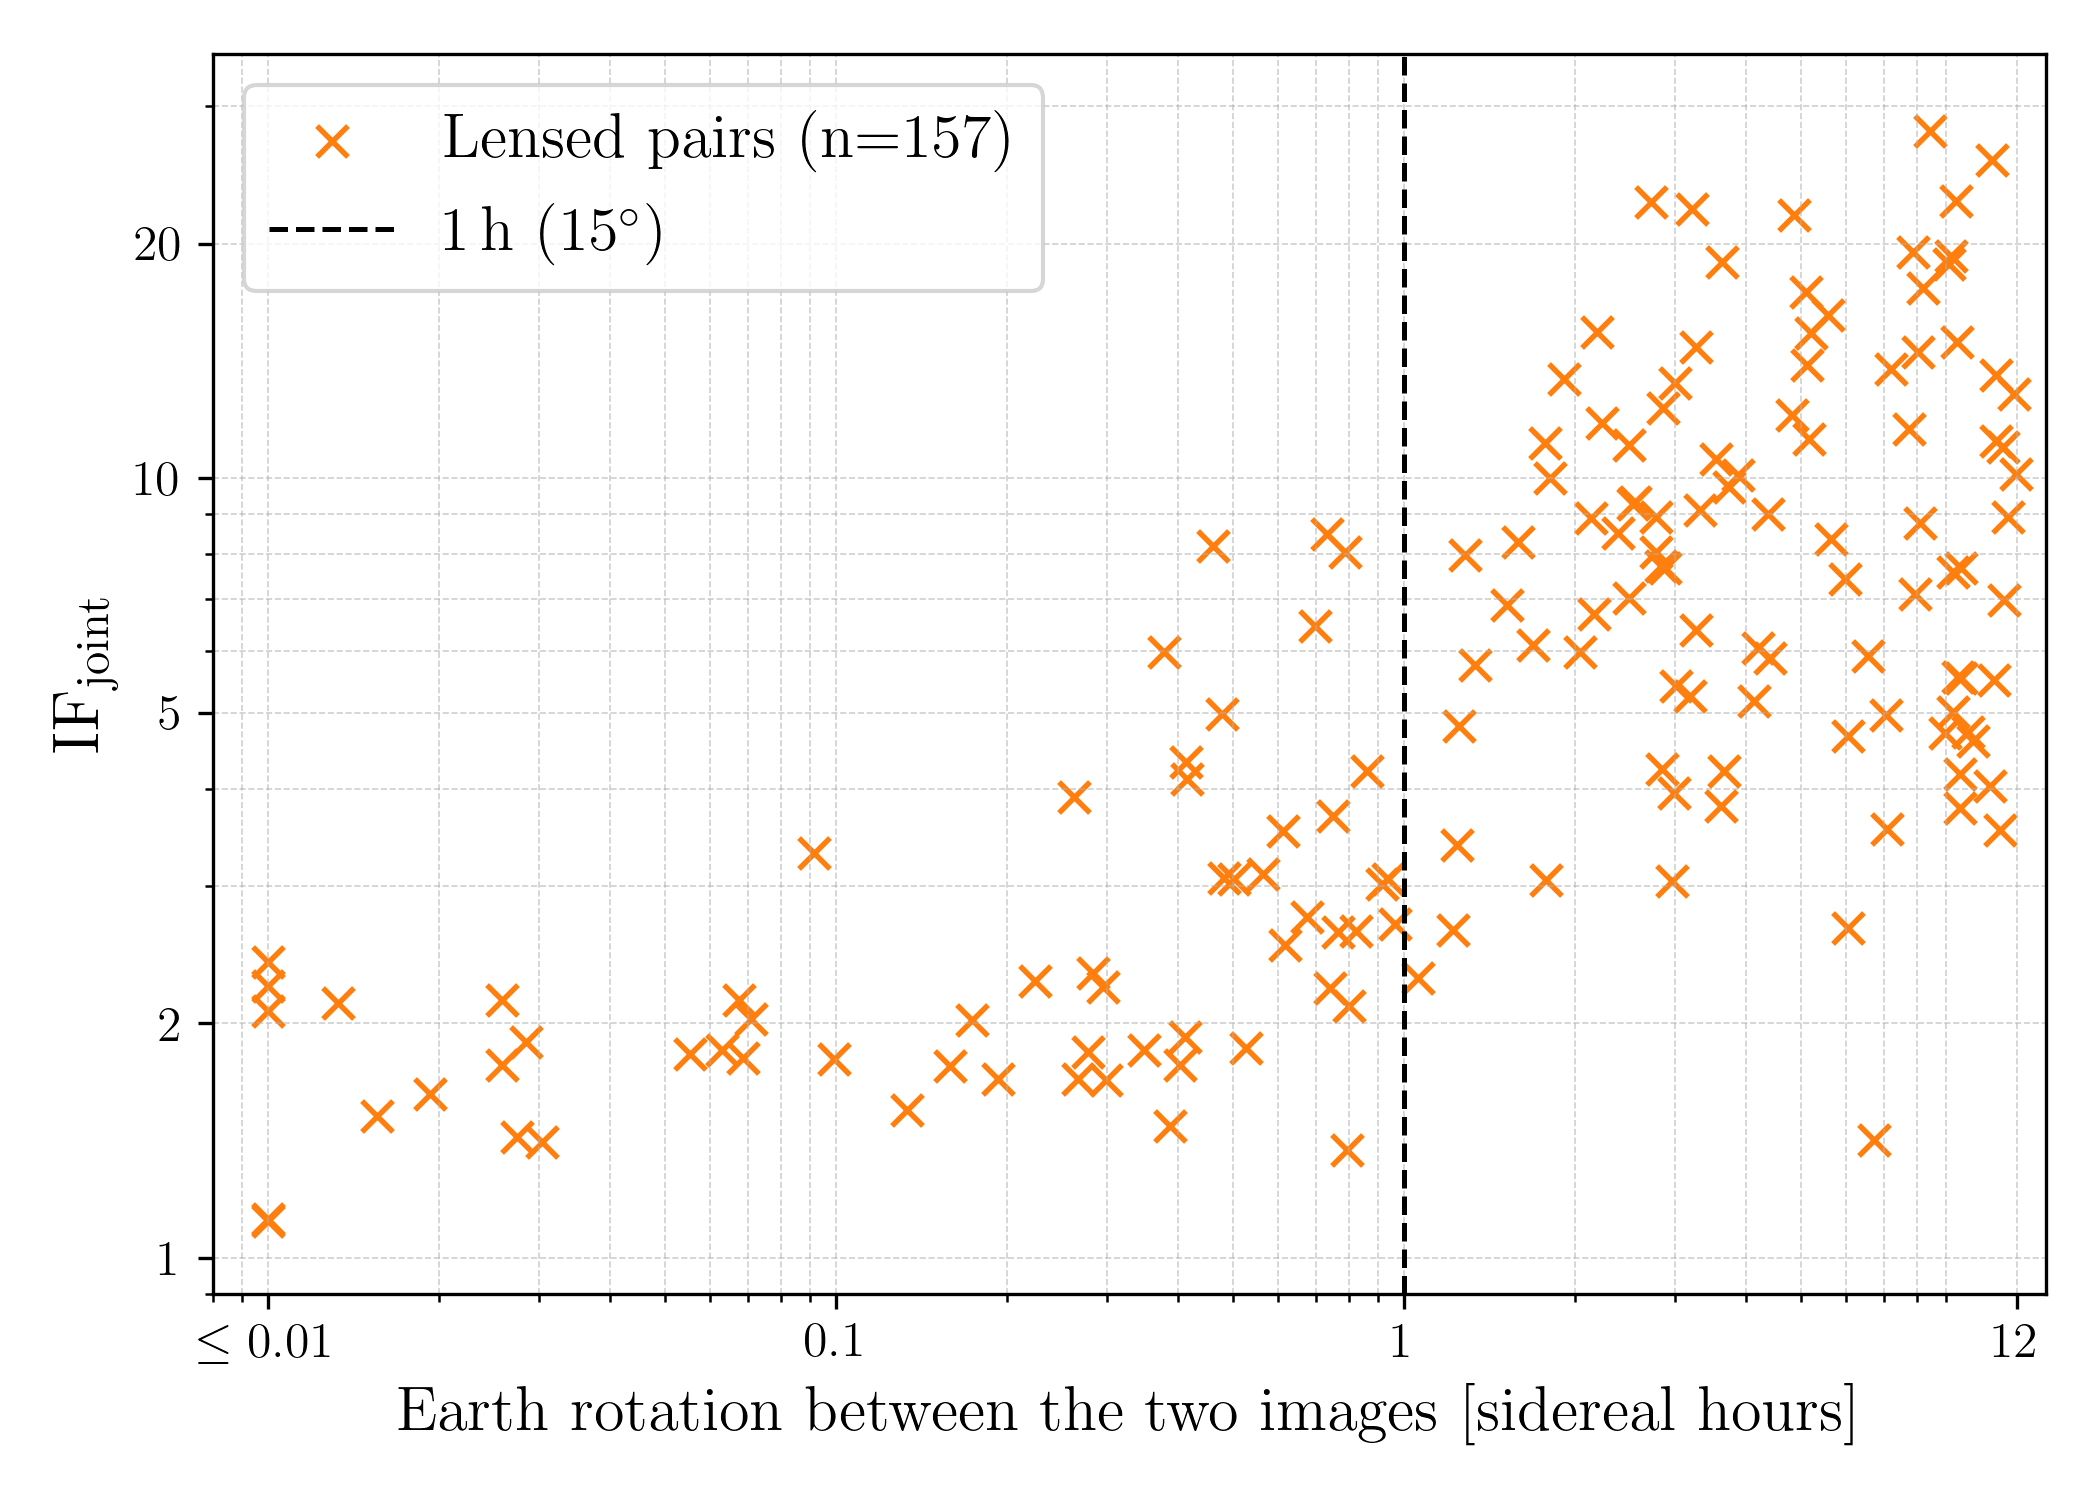 Lensed pairs (n=157)
1 h (15°)
20
10
5
2
1
IF_joint
≤ 0.01
0.1
1
12
Earth rotation between the two images [sidereal hours]